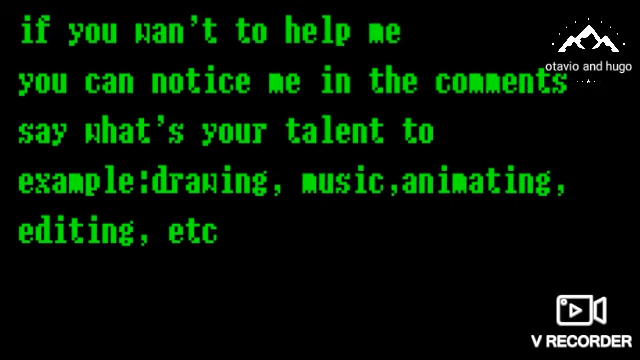 if you wan't to help me
you can notice me in the comments
say what's your talent to
example:drawing, music,animating,
editing, etc
otavio and hugo
V RECORDER